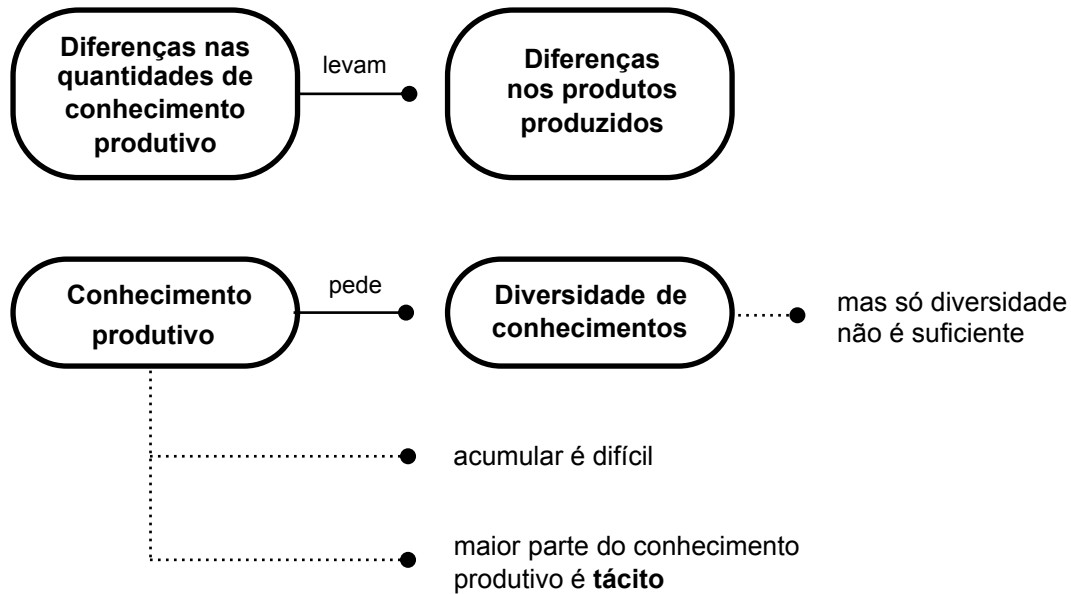 Diferenças nas
quantidades de
conhecimento
produtivo
levam
Diferenças
nos produtos
produzidos
Conhecimento
produtivo
pede
Diversidade de
conhecimentos
mas só diversidade
não é suficiente
acumular é difícil
maior parte do conhecimento
produtivo é tácito